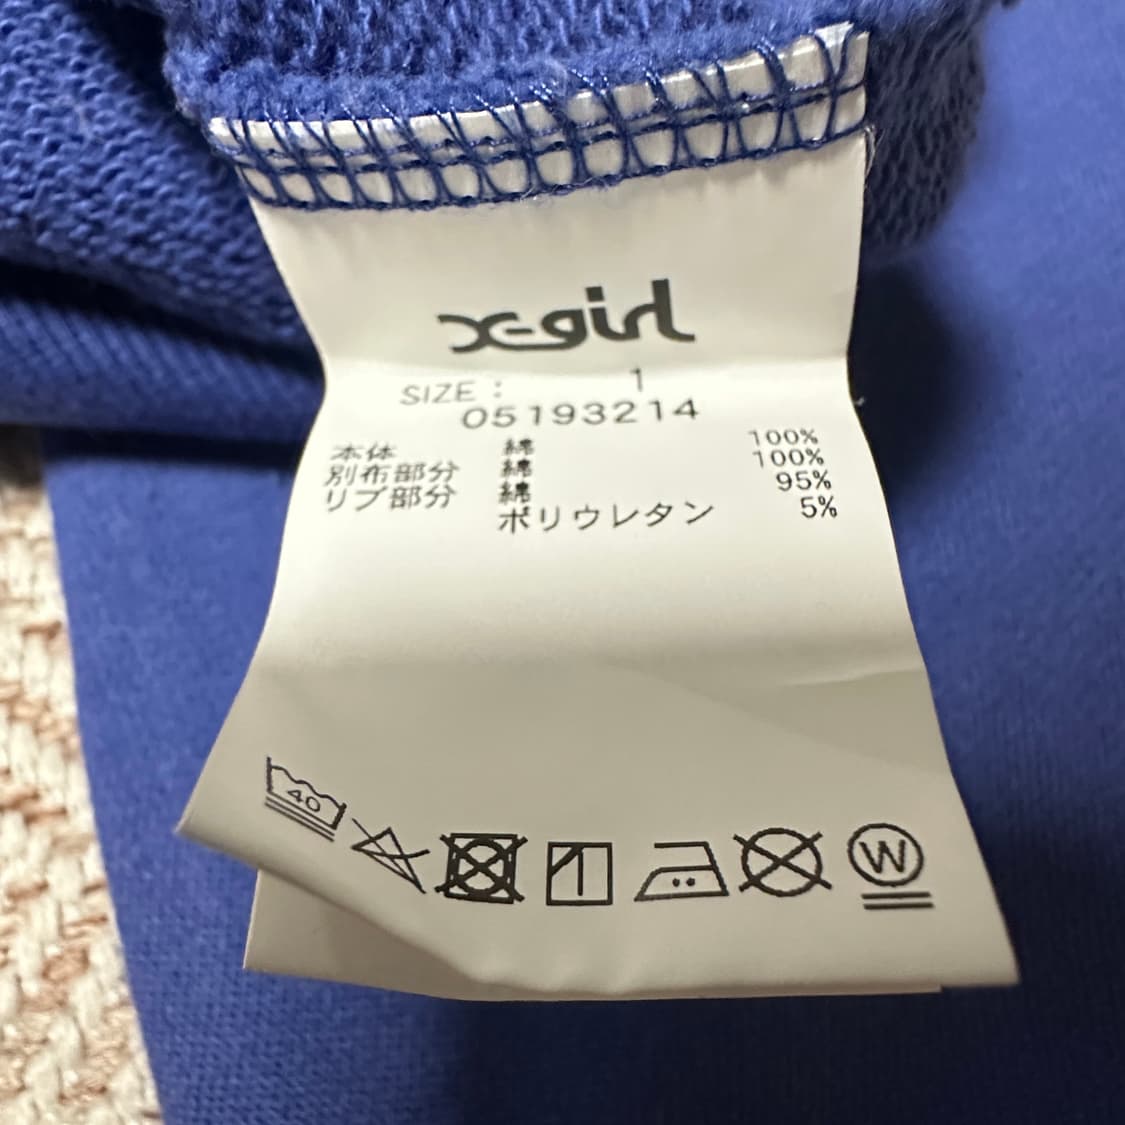 X-girl
SIZE : 1
05193214
本体 綿 100%
別布部分 綿 100%
リブ部分 綿 95%
ポリウレタン 5%
40
W